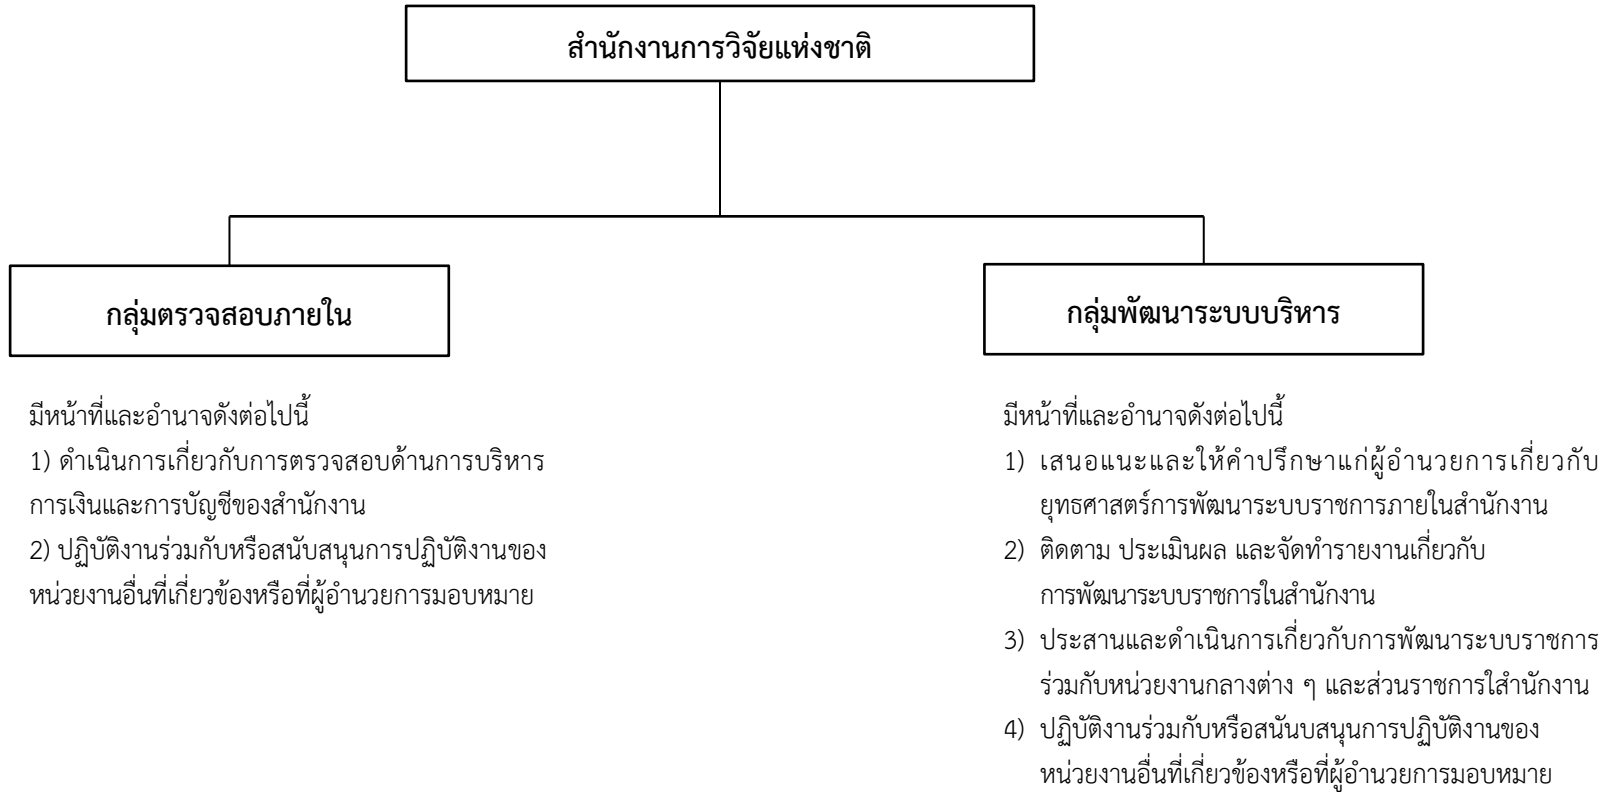 สำนักงานการวิจัยแห่งชาติ
กลุ่มตรวจสอบภายใน
มีหน้าที่และอำนาจดังต่อไปนี้
1) ดำเนินการเกี่ยวกับการตรวจสอบด้านการบริหาร
การเงินและการบัญชีของสำนักงาน
2) ปฏิบัติงานร่วมกับหรือสนับสนุนการปฏิบัติงานของ
หน่วยงานอื่นที่เกี่ยวข้องหรือที่ผู้อำนวยการมอบหมาย
กลุ่มพัฒนาระบบบริหาร
มีหน้าที่และอำนาจดังต่อไปนี้
1) เสนอแนะและให้คำปรึกษาแก่ผู้อำนวยการเกี่ยวกับ
ยุทธศาสตร์การพัฒนาระบบราชการภายในสำนักงาน
2) ติดตาม ประเมินผล และจัดทำรายงานเกี่ยวกับ
การพัฒนาระบบราชการในสำนักงาน
3) ประสานและดำเนินการเกี่ยวกับการพัฒนาระบบราชการ
ร่วมกับหน่วยงานกลางต่าง ๆ และส่วนราชการใสำนักงาน
4) ปฏิบัติงานร่วมกับหรือสนันบสนุนการปฏิบัติงานของ
หน่วยงานอื่นที่เกี่ยวข้องหรือที่ผู้อำนวยการมอบหมาย